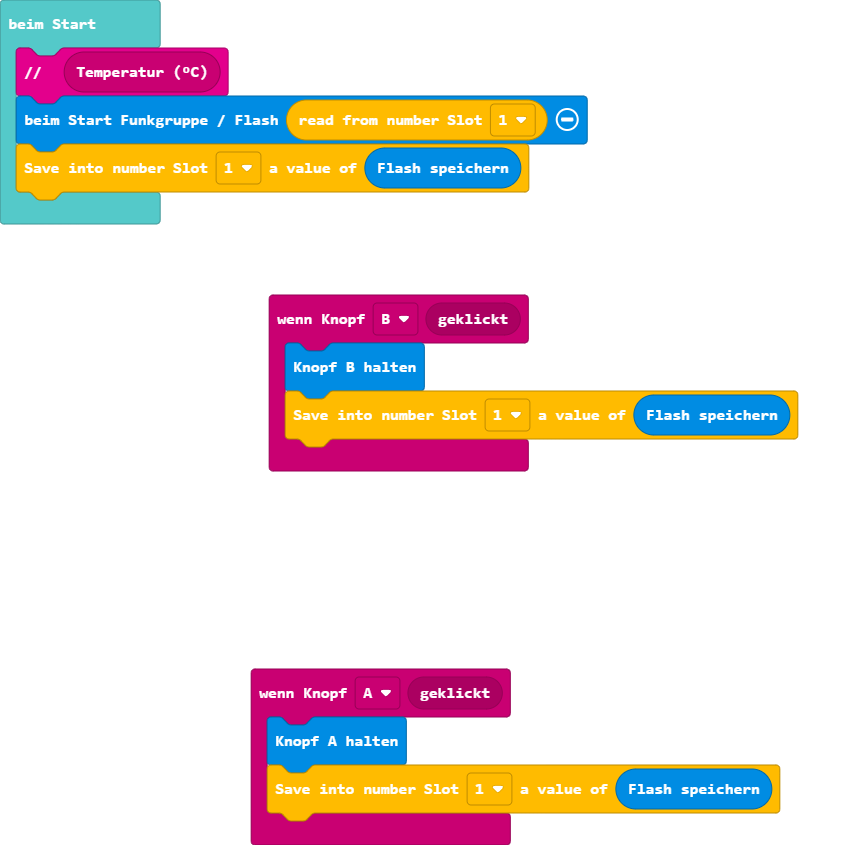 beim Start
// Temperatur (°C)
beim Start Funkgruppe / Flash read from number Slot 1
Save into number Slot 1 a value of Flash speichern
wenn Knopf B geklickt
Knopf B halten
Save into number Slot 1 a value of Flash speichern
wenn Knopf A geklickt
Knopf A halten
Save into number Slot 1 a value of Flash speichern